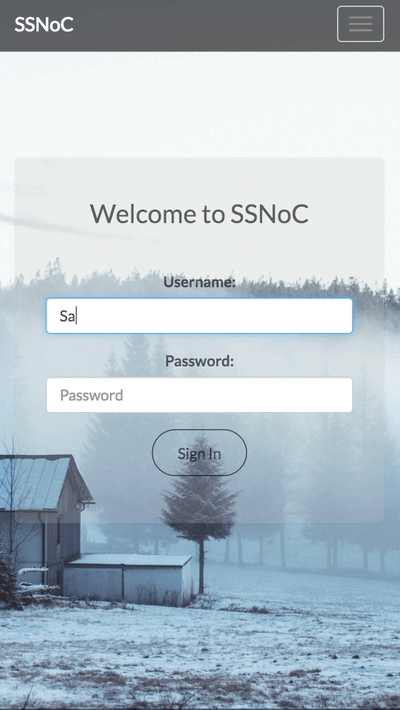 SSNoC
Welcome to SSNoC
Username:
Sa
Password:
Password
Sign In